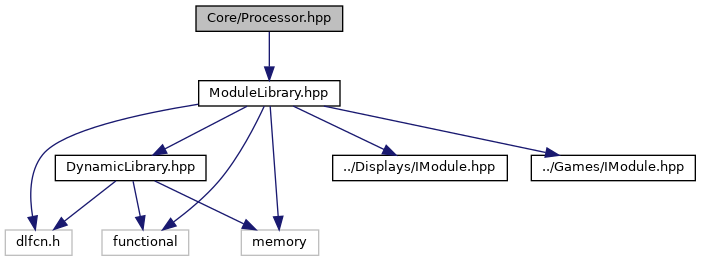 Core/Processor.hpp
ModuleLibrary.hpp
DynamicLibrary.hpp
../Displays/IModule.hpp
../Games/IModule.hpp
dlfcn.h
functional
memory